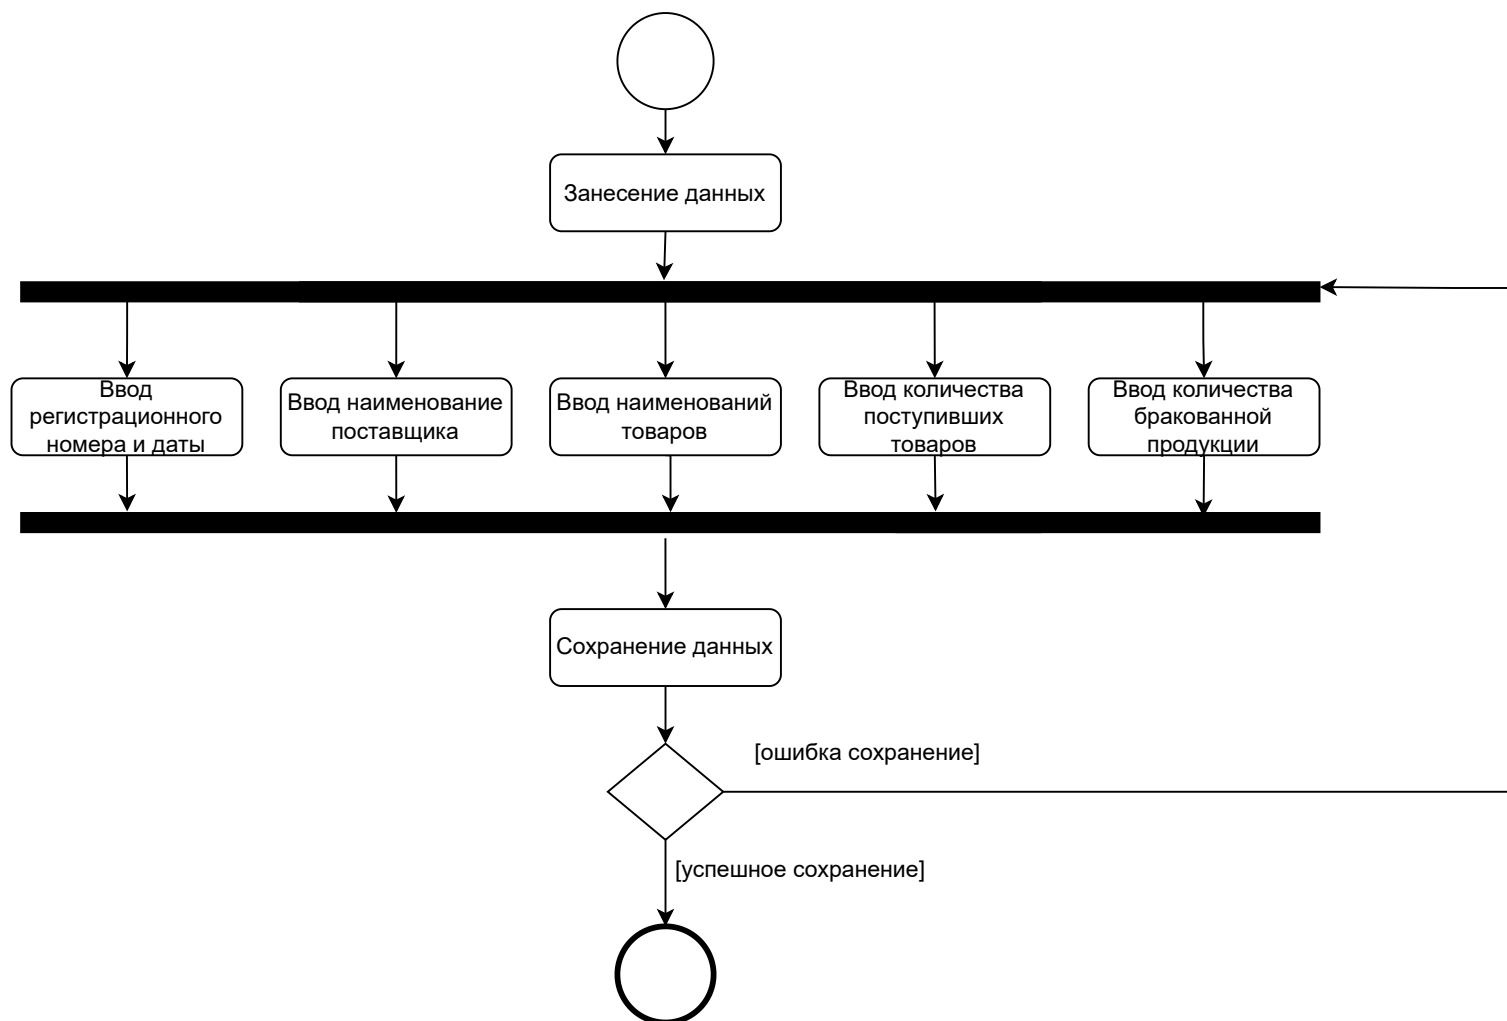 Занесение данных
Ввод
регистрационного
номера и даты
Ввод наименование
поставщика
Ввод наименований
товаров
Ввод количества
поступивших
товаров
Ввод количества
бракованной
продукции
Сохранение данных
[ошибка сохранение]
[успешное сохранение]